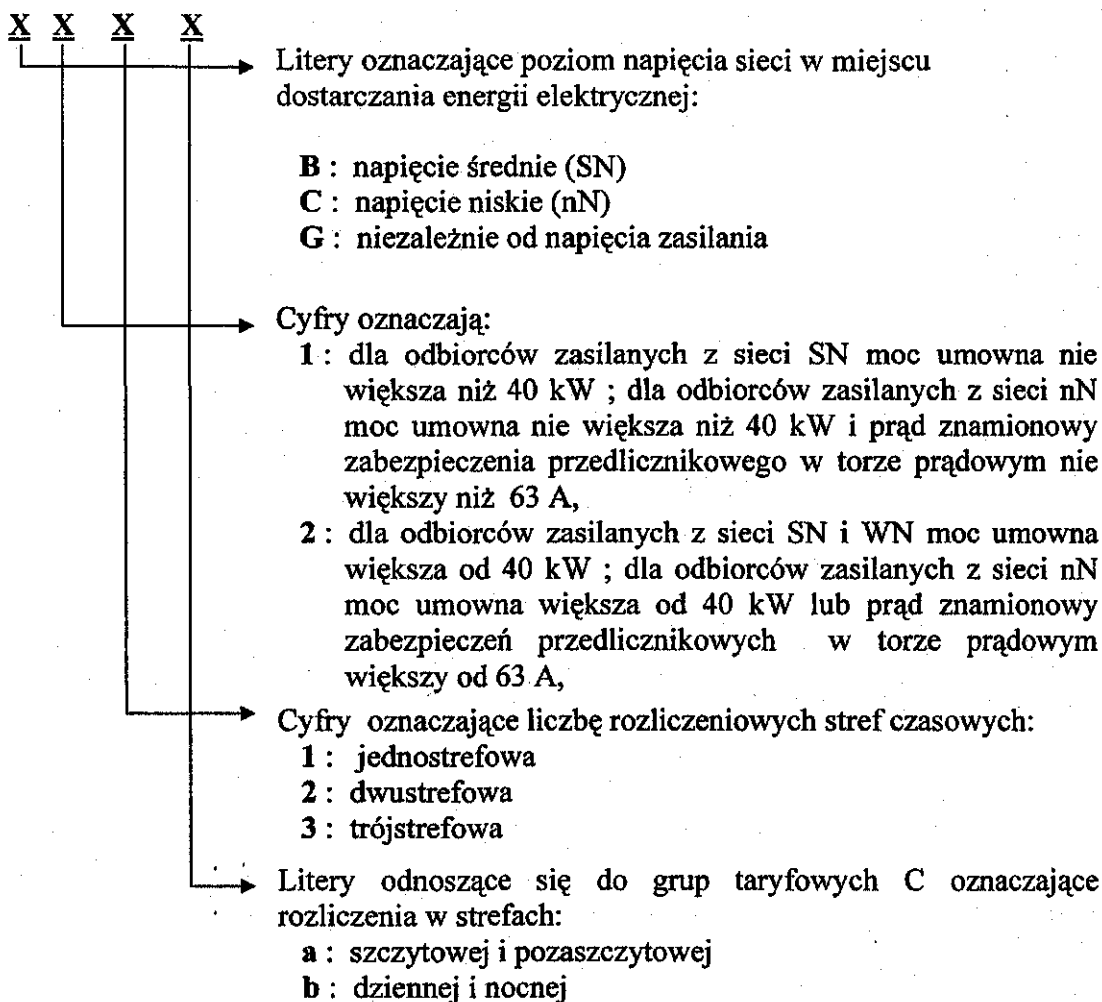 X X X X
Litery oznaczające poziom napięcia sieci w miejscu
dostarczania energii elektrycznej:
B : napięcie średnie (SN)
C : napięcie niskie (nN)
G : niezależnie od napięcia zasilania
Cyfry oznaczają:
1 : dla odbiorców zasilanych z sieci SN moc umowna nie
większa niż 40 kW ; dla odbiorców zasilanych z sieci nN
moc umowna nie większa niż 40 kW i prąd znamionowy
zabezpieczenia przedlicznikowego w torze prądowym nie
większy niż 63 A,
2 : dla odbiorców zasilanych z sieci SN i WN moc umowna
większa od 40 kW ; dla odbiorców zasilanych z sieci nN
moc umowna większa od 40 kW lub prąd znamionowy
zabezpieczeń przedlicznikowych w torze prądowym
większy od 63 A,
Cyfry oznaczające liczbę rozliczeniowych stref czasowych:
1 : jednostrefowa
2 : dwustrefowa
3 : trójstrefowa
Litery odnoszące się do grup taryfowych C oznaczające
rozliczenia w strefach:
a : szczytowej i pozaszczytowej
b : dziennej i nocnej